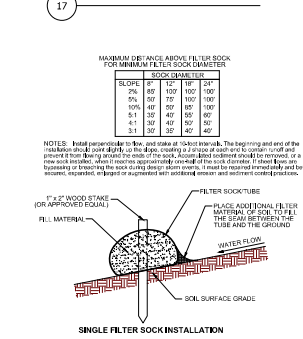 17
MAXIMUM DISTANCE ABOVE FILTER SOCK
FOR MINIMUM FILTER SOCK DIAMETER
SOCK DIAMETER
SLOPE 8" 12" 18" 24"
2% 85' 100' 100' 100'
5% 50' 75' 100' 100'
10% 40' 50' 85' 100'
5:1 35' 40' 55' 60'
4:1 30' 40' 50' 50'
3:1 30' 35' 40' 40'
NOTES: Install perpendicular to flow, and stake at 10-foot intervals. The beginning and end of the
installation should point slightly up the slope, creating a J shape at each end to contain runoff and
prevent it from flowing around the ends of the sock. Accumulated sediment should be removed, or a
new sock installed, when it reaches approximately one-half of the sock diameter. If sheet flows are
bypassing or breaching the sock during design storm events, it must be repaired immediately and be
secured, expanded, enlarged or augmented with additional erosion and sediment control practices.
1" x 2" WOOD STAKE
(OR APPROVED EQUAL)
FILL MATERIAL
FILTER SOCK/TUBE
PLACE ADDITIONAL FILTER
MATERIAL OF SOIL TO FILL
THE SEAM BETWEEN THE
TUBE AND THE GROUND
WATER FLOW
SOIL SURFACE GRADE
SINGLE FILTER SOCK INSTALLATION